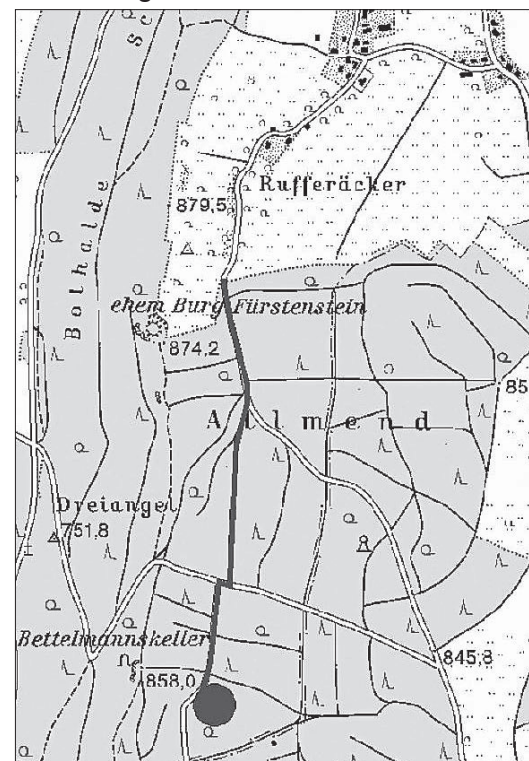 Sc
Rufferäcker
879,5
Bolhalde
ehem Burg Fürstenstein
874,2
85
Allmend
Dreiangel
751,8
Bettelmannskeller
845,8
858,0